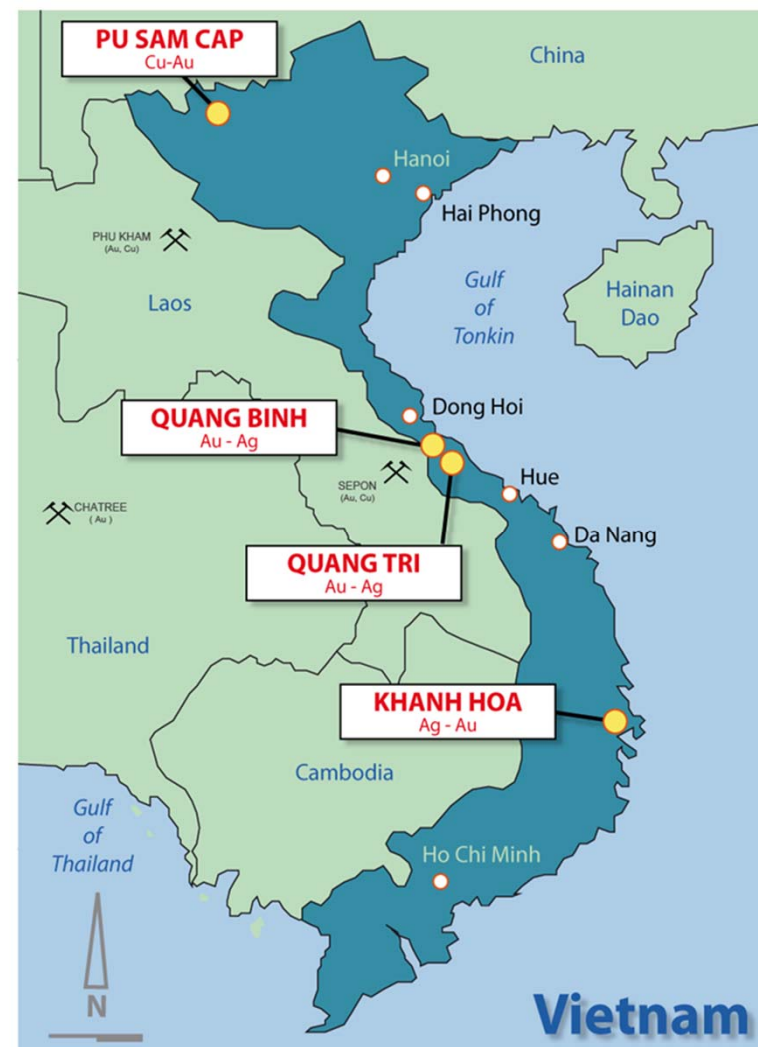 PU SAM CAP
Cu-Au
China
Hanoi
Hai Phong
PHU KHAM
(Au, Cu)
Laos
Gulf
of
Tonkin
Hainan
Dao
QUANG BINH
Au - Ag
Dong Hoi
SEPON
(Au, Cu)
Hue
CHATREE
( Au )
Da Nang
QUANG TRI
Au - Ag
Thailand
KHANH HOA
Ag - Au
Cambodia
Gulf
of
Thailand
Ho Chi Minh
N
Vietnam